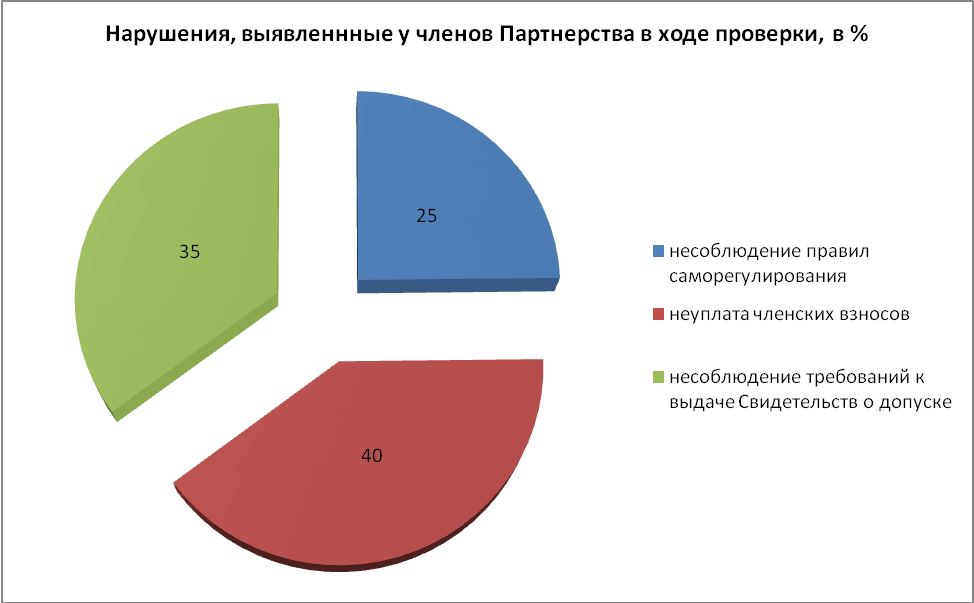 Нарушения, выявленнные у членов Партнерства в ходе проверки, в %
25
35
40
несоблюдение правил
саморегулирования
неуплата членских взносов
несоблюдение требований к
выдаче Свидетельств о допуске